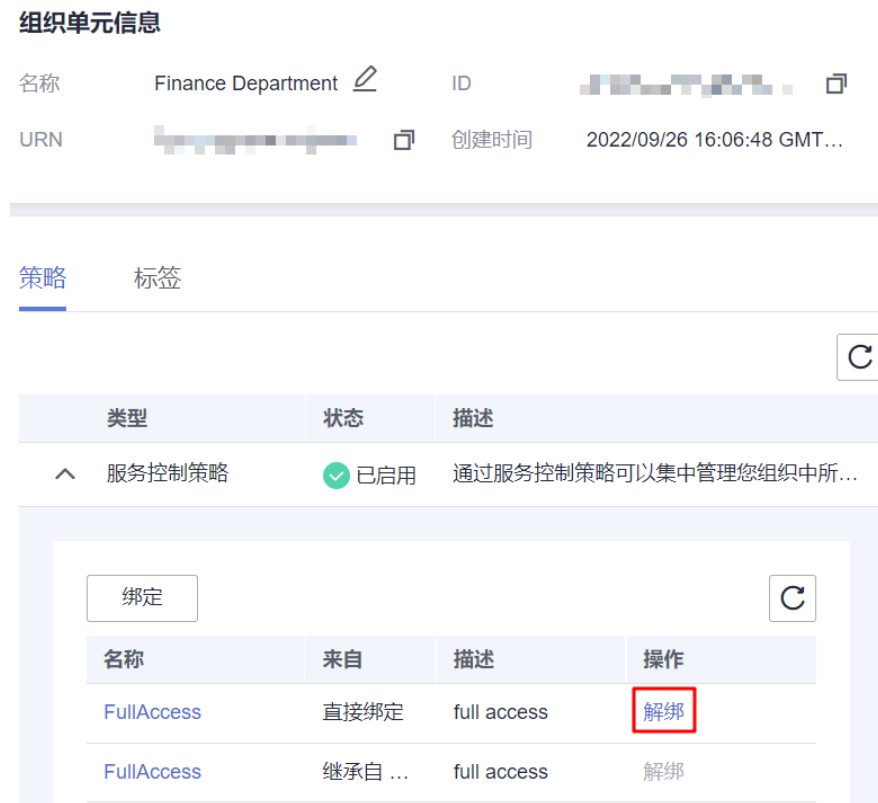 组织单元信息
名称 Finance Department ID
URN 创建时间 2022/09/26 16:06:48 GMT...
策略 标签
类型 状态 描述
服务控制策略 已启用 通过服务控制策略可以集中管理您组织中所...
绑定
名称 来自 描述 操作
FullAccess 直接绑定 full access 解绑
FullAccess 继承自 ... full access 解绑